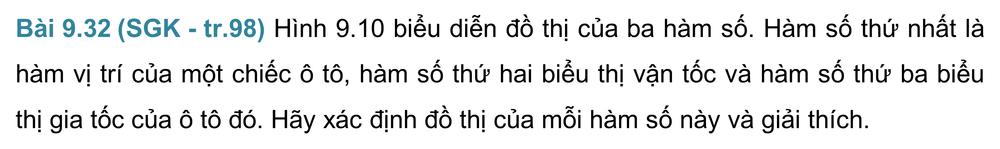 Bài 9.32 (SGK - tr.98) Hình 9.10 biểu diễn đồ thị của ba hàm số. Hàm số thứ nhất là
hàm vị trí của một chiếc ô tô, hàm số thứ hai biểu thị vận tốc và hàm số thứ ba biểu
thị gia tốc của ô tô đó. Hãy xác định đồ thị của mỗi hàm số này và giải thích.